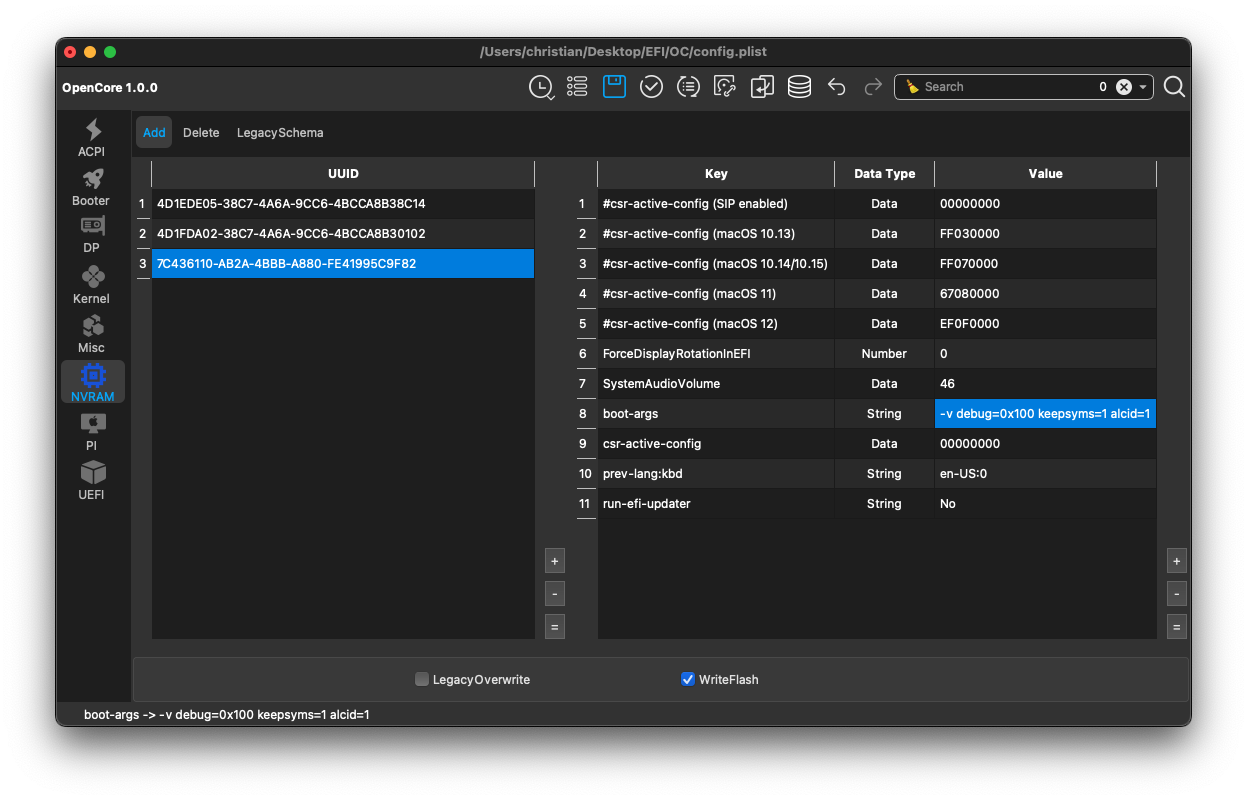 /Users/christian/Desktop/EFI/OC/config.plist
OpenCore 1.0.0
Search 0
ACPI
Booter
DP
Kernel
Misc
NVRAM
PI
UEFI
Add Delete LegacySchema
UUID
1 4D1EDE05-38C7-4A6A-9CC6-4BCCA8B38C14
2 4D1FDA02-38C7-4A6A-9CC6-4BCCA8B30102
3 7C436110-AB2A-4BBB-A880-FE41995C9F82
+
-
=
Key Data Type Value
1 #csr-active-config (SIP enabled) Data 00000000
2 #csr-active-config (macOS 10.13) Data FF030000
3 #csr-active-config (macOS 10.14/10.15) Data FF070000
4 #csr-active-config (macOS 11) Data 67080000
5 #csr-active-config (macOS 12) Data EF0F0000
6 ForceDisplayRotationInEFI Number 0
7 SystemAudioVolume Data 46
8 boot-args String -v debug=0x100 keepsyms=1 alcid=1
9 csr-active-config Data 00000000
10 prev-lang:kbd String en-US:0
11 run-efi-updater String No
+
-
=
LegacyOverwrite WriteFlash
boot-args -> -v debug=0x100 keepsyms=1 alcid=1